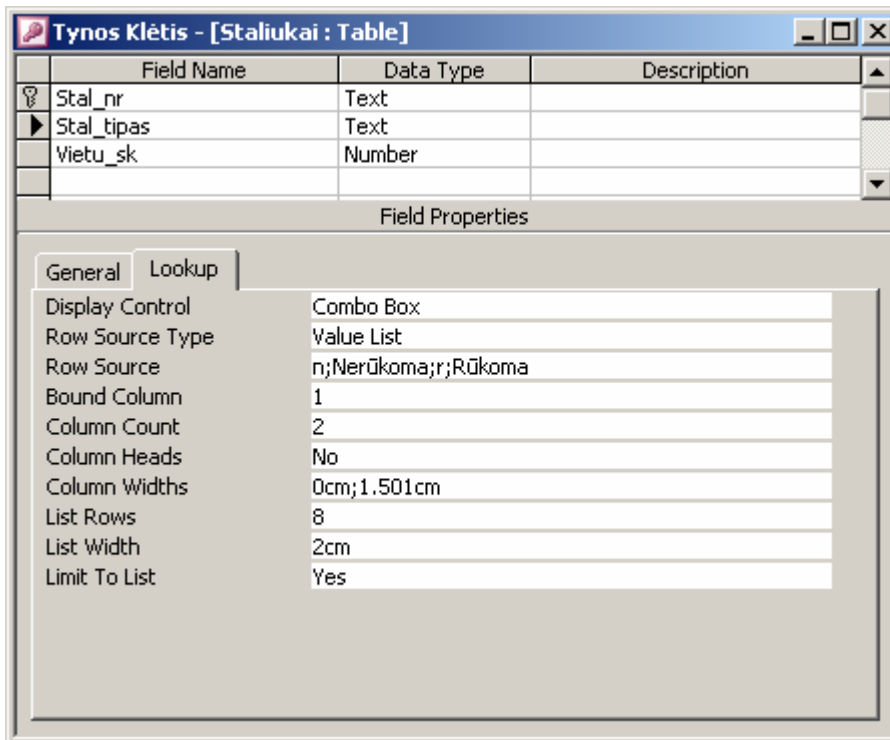 Tynos Klėtis - [Staliukai : Table]
Field Name Data Type Description
Stal_nr Text
Stal_tipas Text
Vietu_sk Number
Field Properties
General Lookup
Display Control Combo Box
Row Source Type Value List
Row Source n;Nerūkoma;r;Rūkoma
Bound Column 1
Column Count 2
Column Heads No
Column Widths 0cm;1.501cm
List Rows 8
List Width 2cm
Limit To List Yes